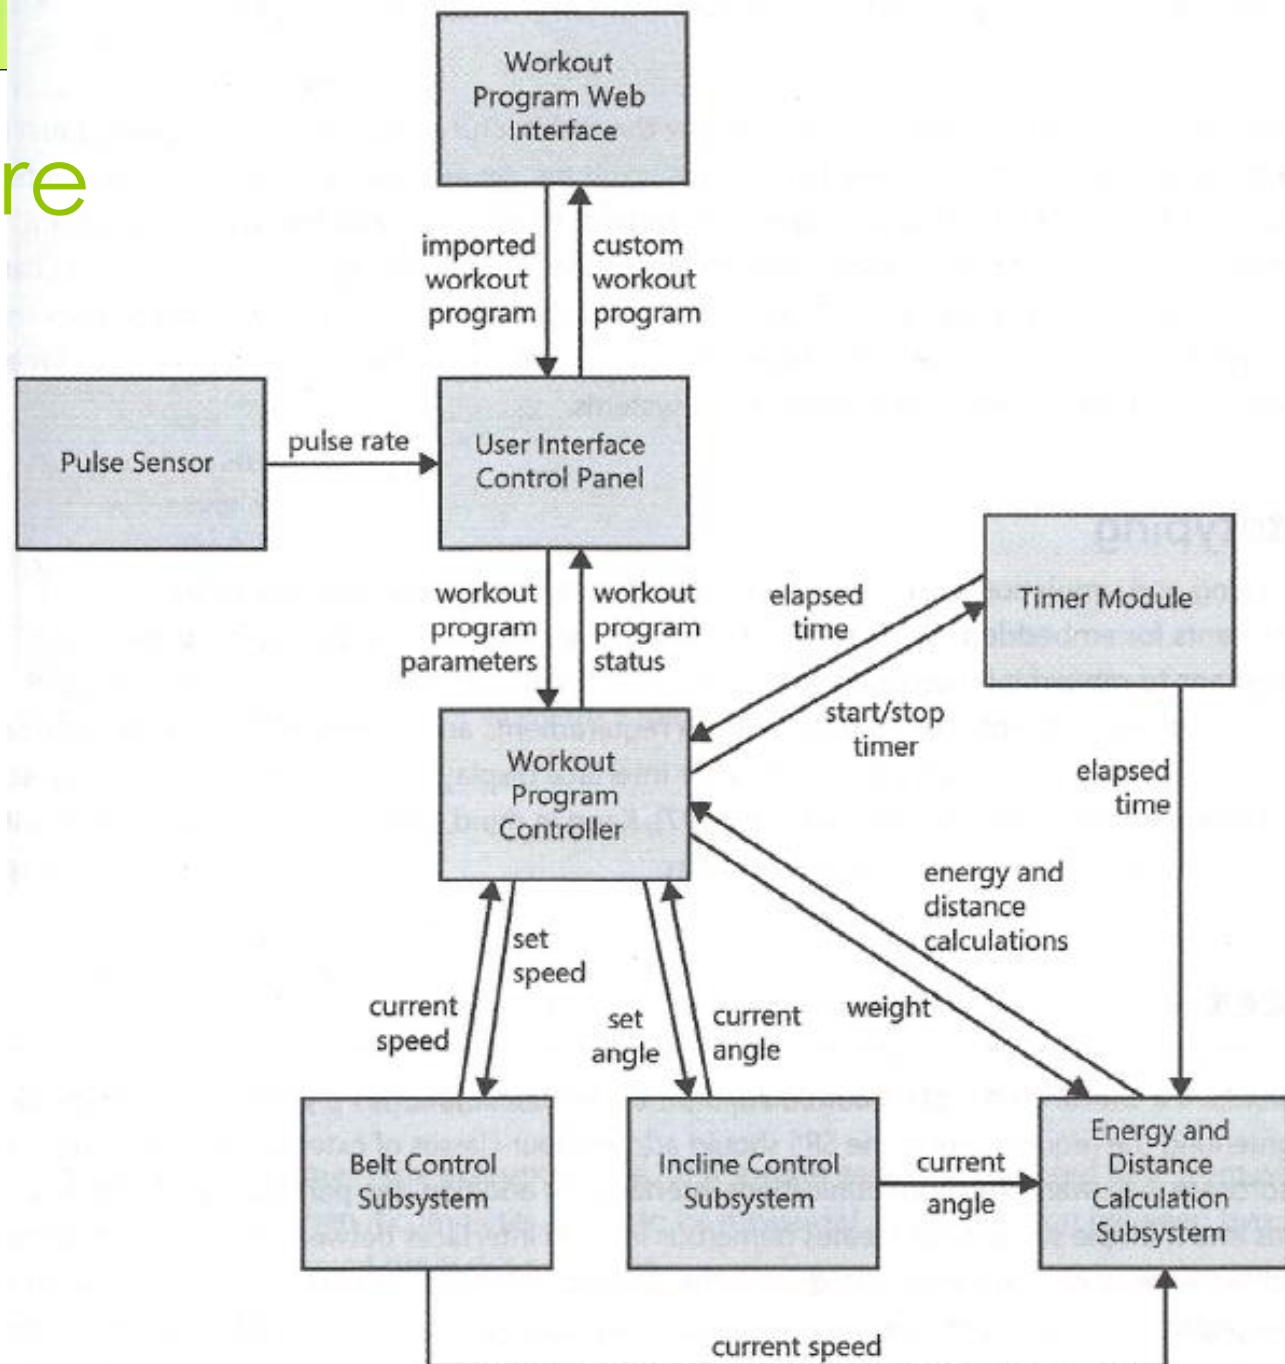 re
Workout
Program Web
Interface
imported
workout
program
custom
workout
program
Pulse Sensor
pulse rate
User Interface
Control Panel
workout
program
parameters
workout
program
status
elapsed
time
Timer Module
start/stop
timer
elapsed
time
Workout
Program
Controller
energy and
distance
calculations
weight
set
speed
current
speed
set
angle
current
angle
Belt Control
Subsystem
Incline Control
Subsystem
current
angle
Energy and
Distance
Calculation
Subsystem
current speed